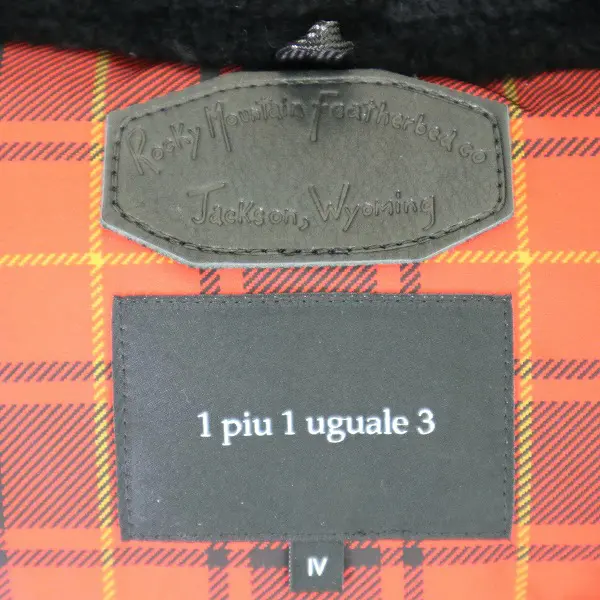 Rocky Mountain Featherbed co
Jackson, Wyoming
1 piu 1 uguale 3
IV